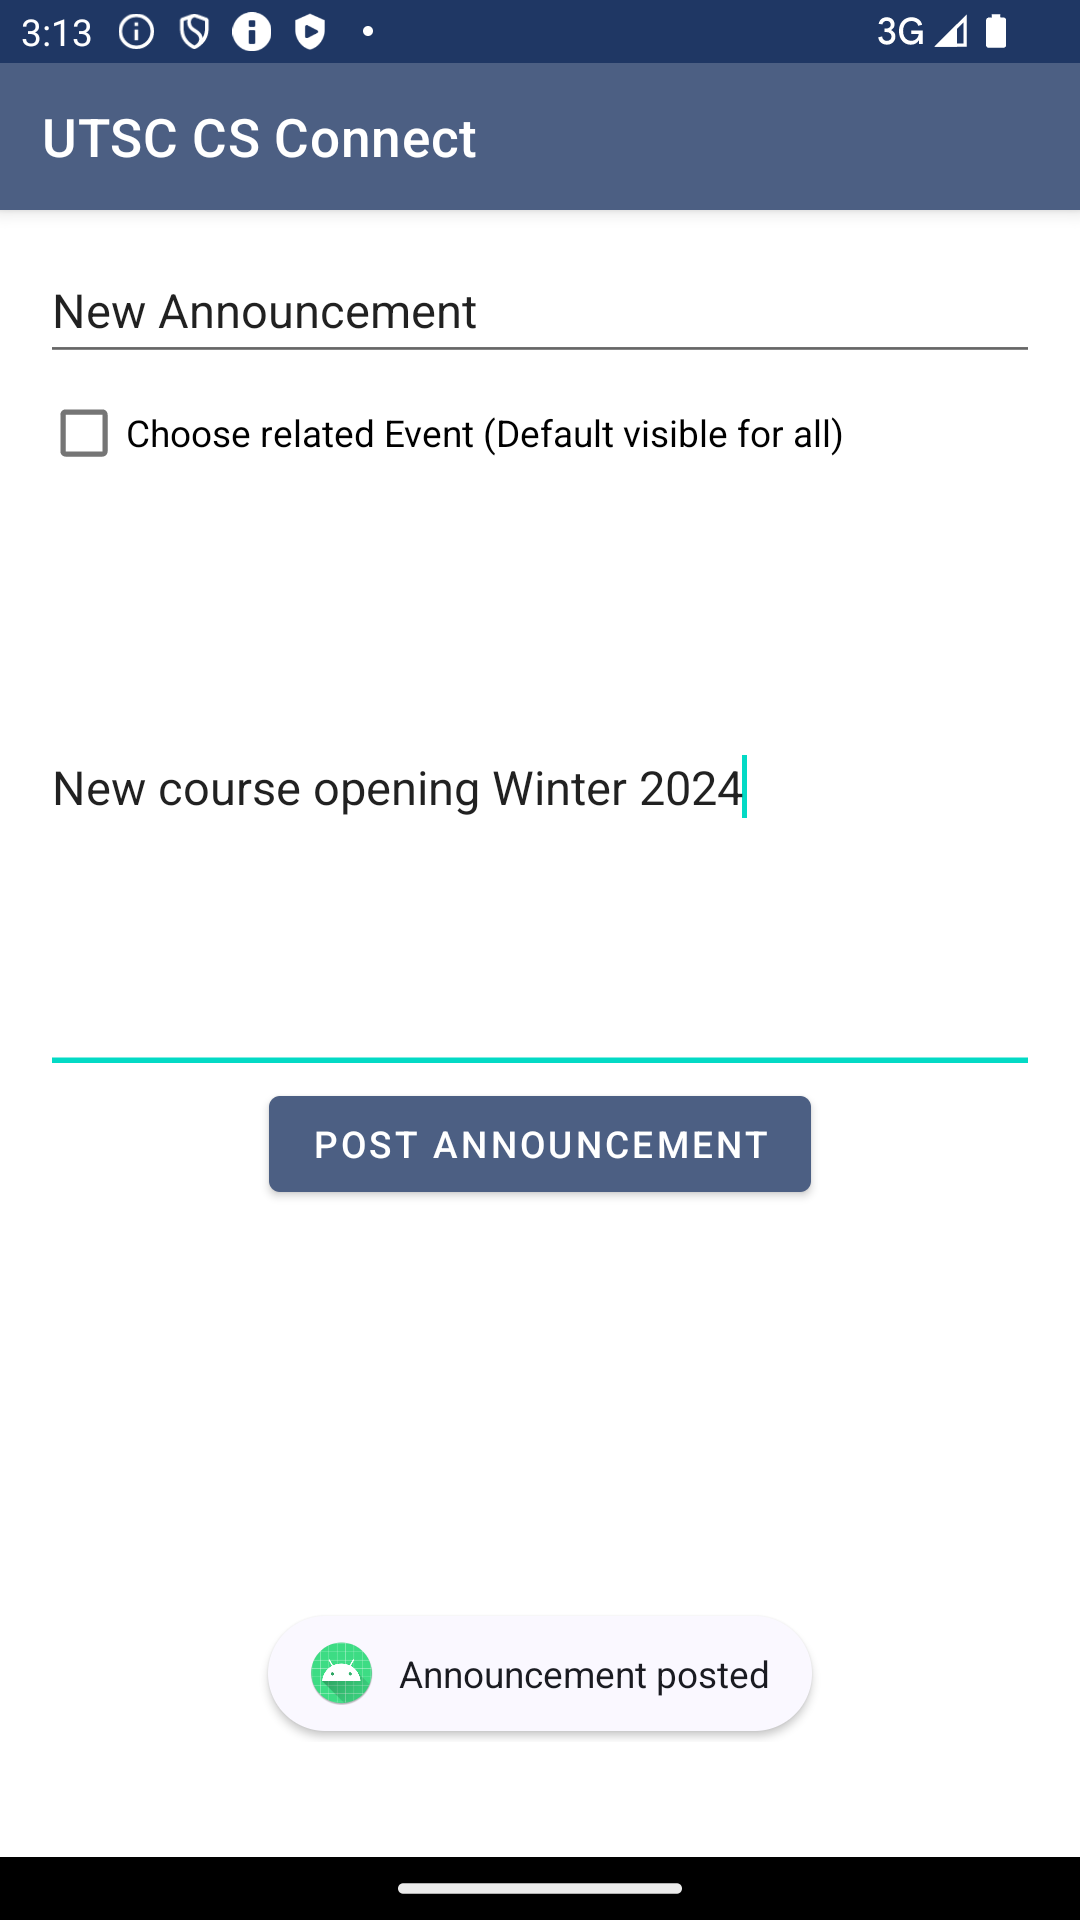 3:13
3G
UTSC CS Connect
New Announcement
Choose related Event (Default visible for all)
New course opening Winter 2024
POST ANNOUNCEMENT
Announcement posted